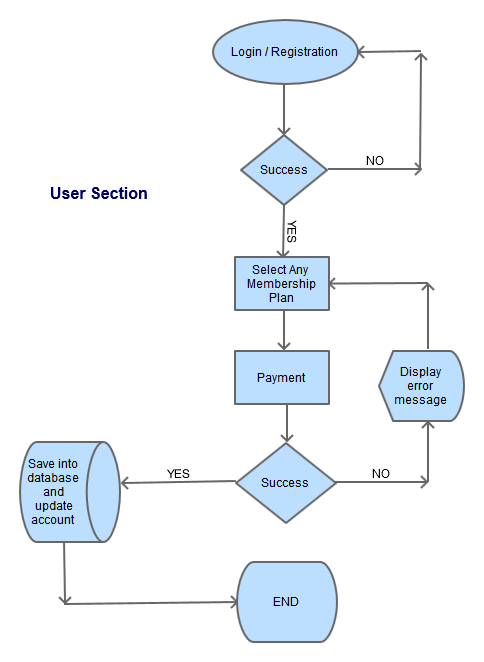 Login / Registration
Success
NO
User Section
YES
Select Any
Membership
Plan
Payment
Display
error
message
Success
YES
NO
Save into
database
and
update
account
END